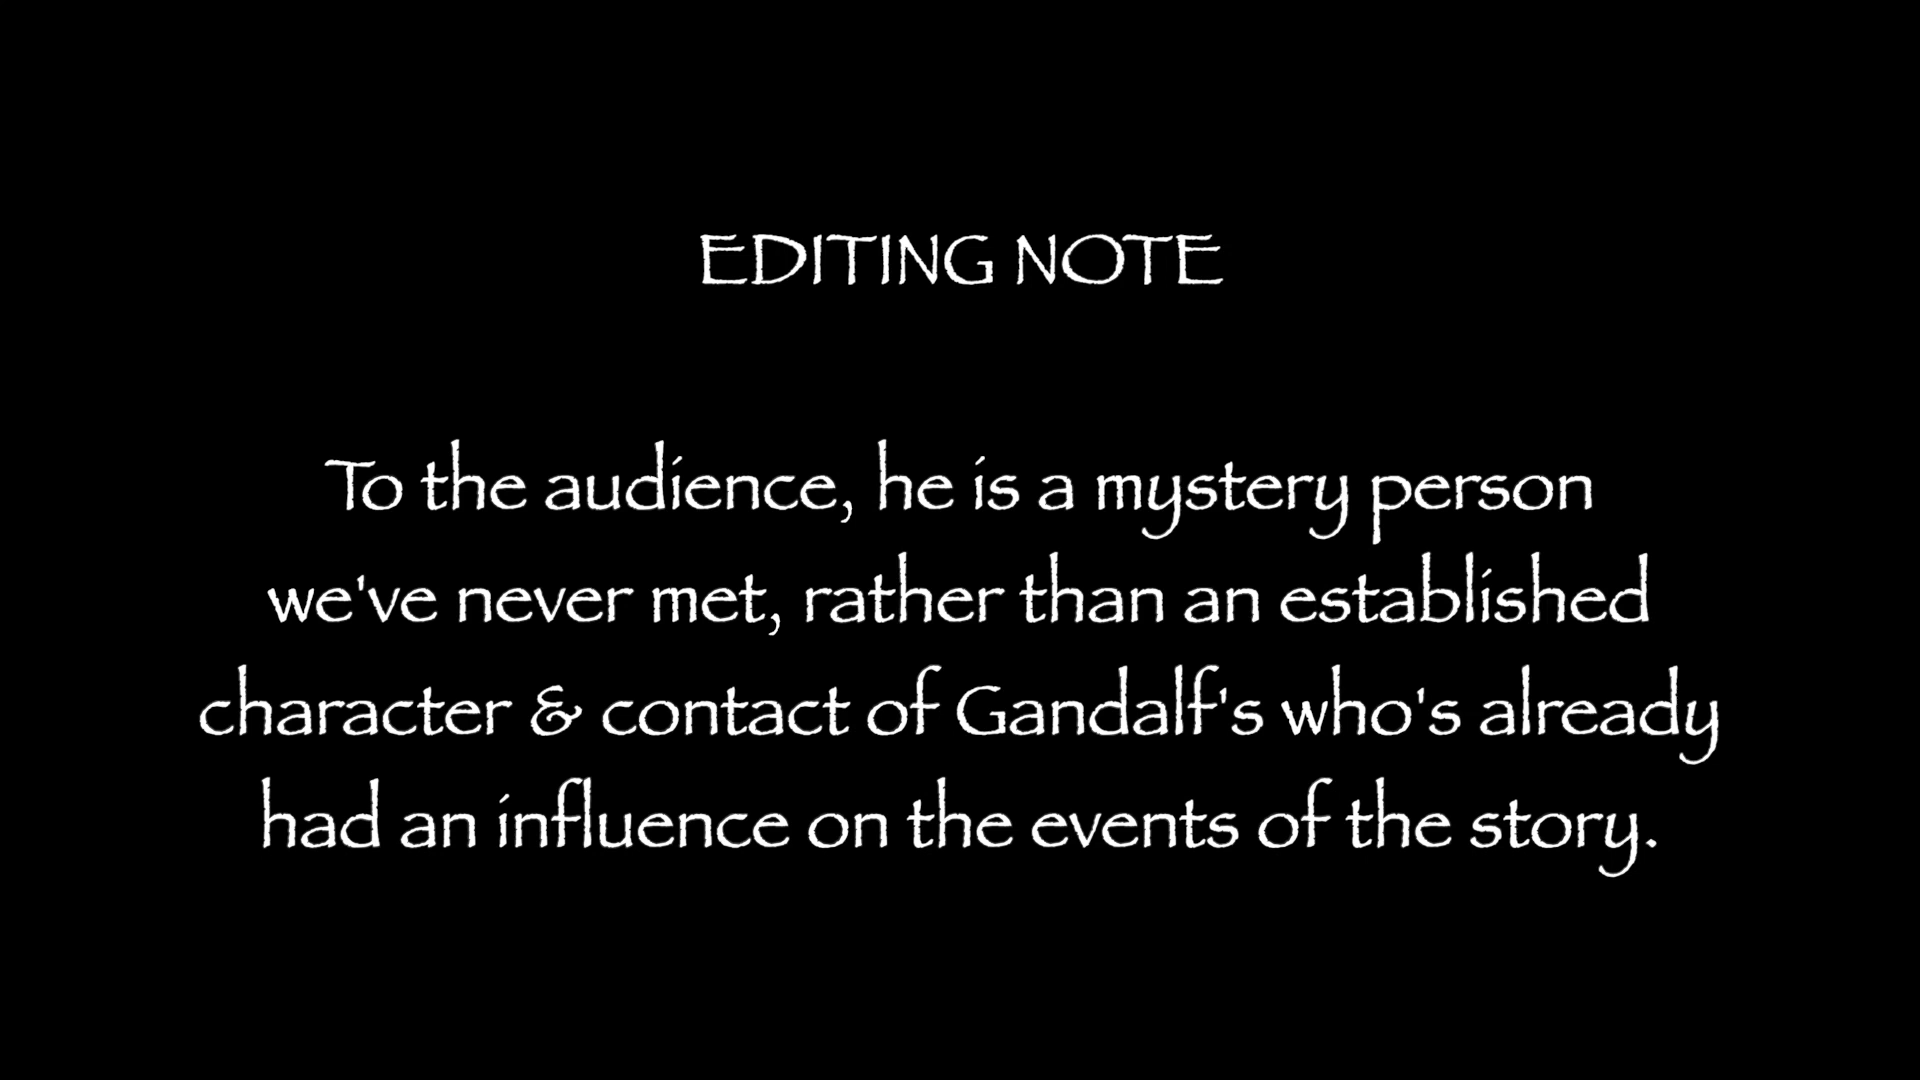 EDITING NOTE
To the audience, he is a mystery person
we've never met, rather than an established
character & contact of Gandalf's who's already
had an influence on the events of the story.